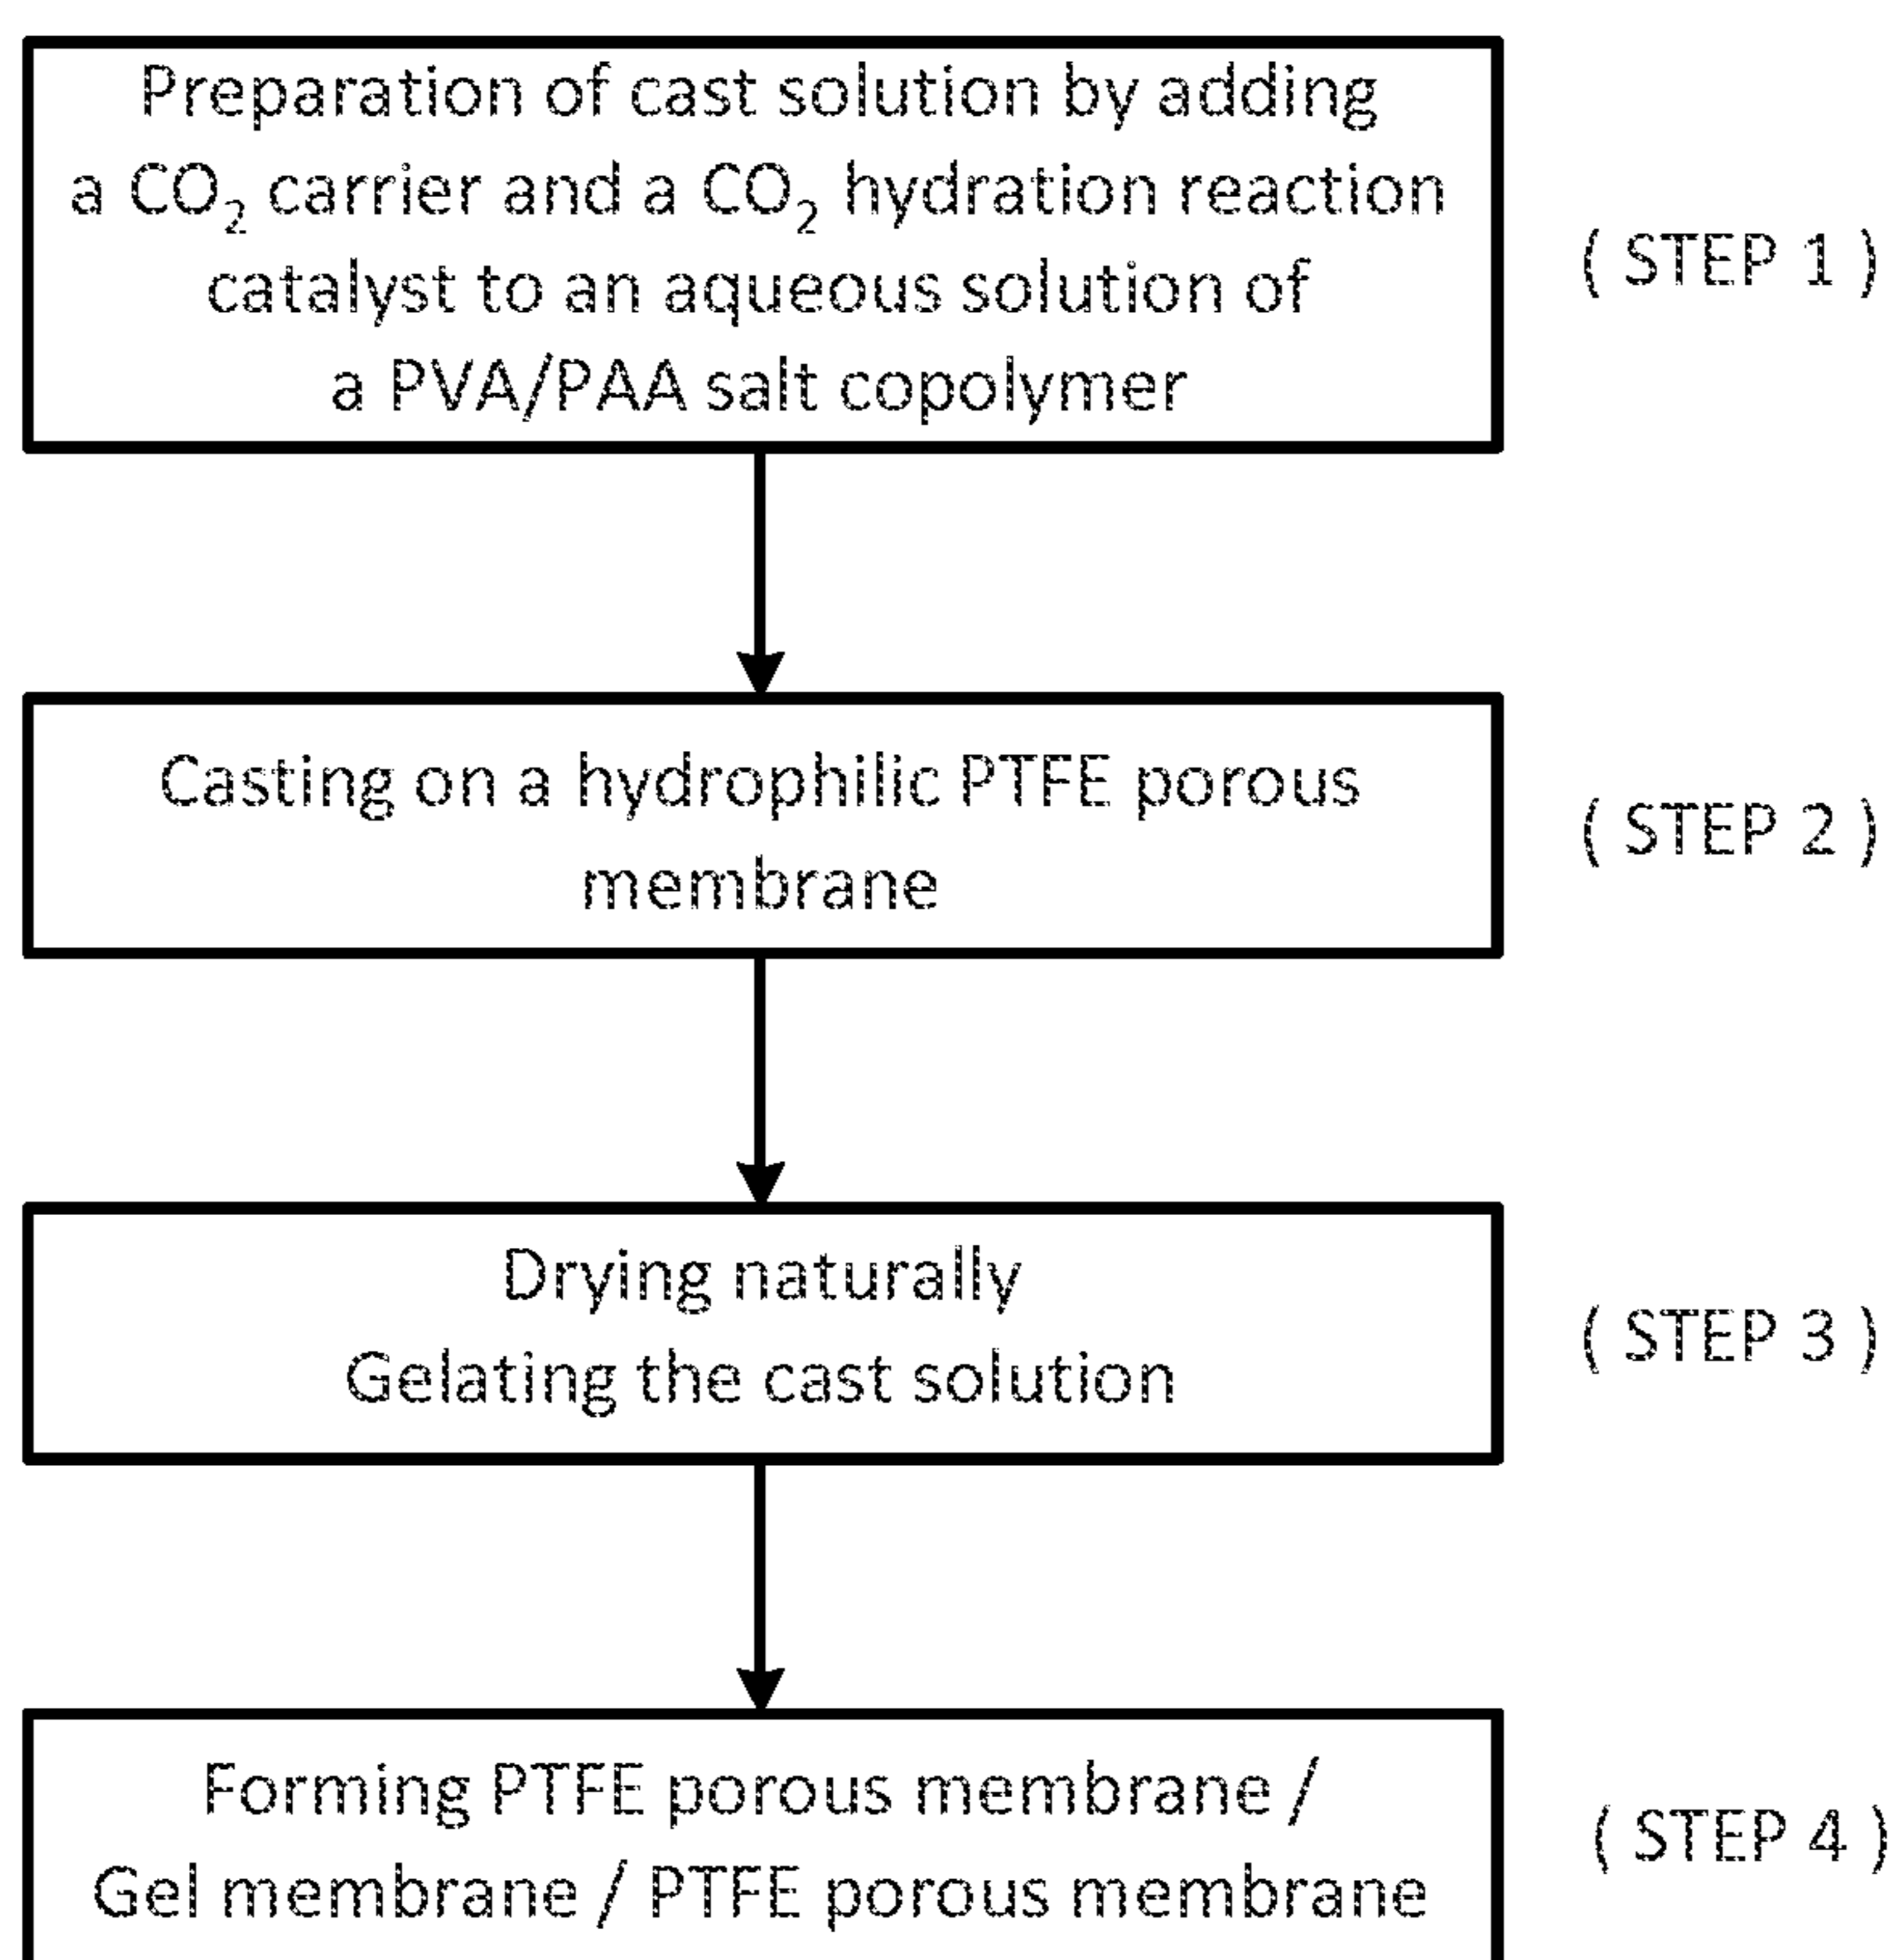 Preparation of cast solution by adding
a CO₂ carrier and a CO₂ hydration reaction
catalyst to an aqueous solution of
a PVA/PAA salt copolymer
( STEP 1 )
Casting on a hydrophilic PTFE porous
membrane
( STEP 2 )
Drying naturally
Gelating the cast solution
( STEP 3 )
Forming PTFE porous membrane /
Gel membrane / PTFE porous membrane
( STEP 4 )